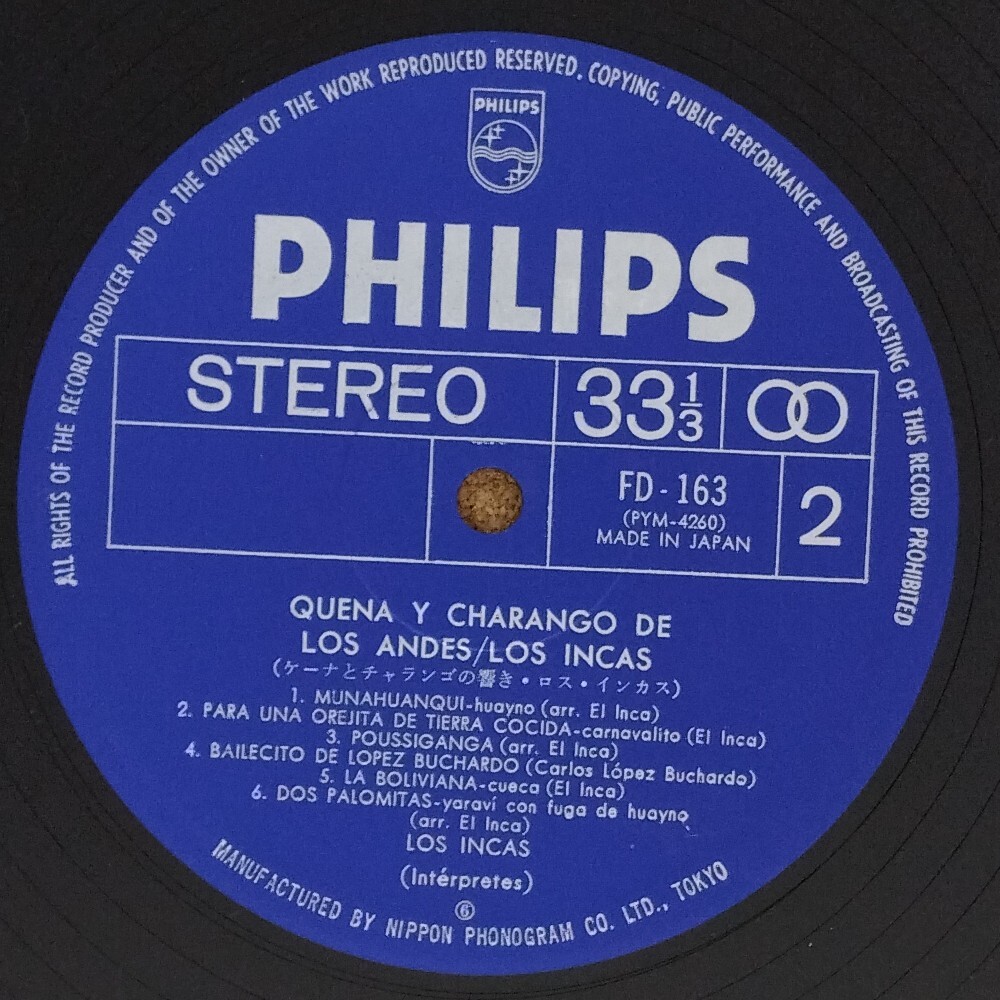 ALL RIGHTS OF THE RECORD PRODUCER AND OF THE OWNER OF THE WORK REPRODUCED RESERVED. COPYING, PUBLIC PERFORMANCE AND BROADCASTING OF THIS RECORD PROHIBITED
PHILIPS
PHILIPS
STEREO 33 1/3
FD-163
(PYM-4260)
MADE IN JAPAN
2
QUENA Y CHARANGO DE
LOS ANDES/LOS INCAS
(ケーナとチャランゴの響き・ロス・インカス)
1. MUNAHUANQUI-huayno (arr. El Inca)
2. PARA UNA OREJITA DE TIERRA COCIDA-carnavalito (El Inca)
3. POUSSIGANGA (arr. El Inca)
4. BAILECITO DE LOPEZ BUCHARDO (Carlos López Buchardo)
5. LA BOLIVIANA-cueca (El Inca)
6. DOS PALOMITAS-yaraví con fuga de huayno
(arr. El Inca)
LOS INCAS
(Intérpretes)
⑥
MANUFACTURED BY NIPPON PHONOGRAM CO. LTD., TOKYO